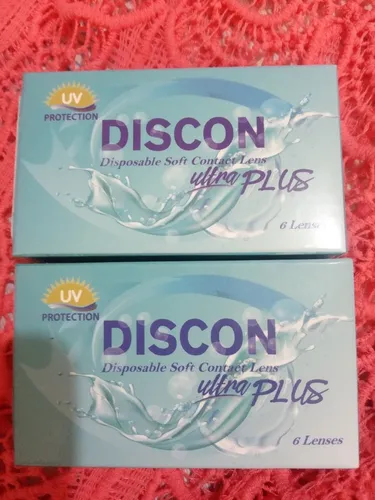 UV
PROTECTION
DISCON
Disposable Soft Contact Lens
ultra PLUS
6 Lenses
UV
PROTECTION
DISCON
Disposable Soft Contact Lens
ultra PLUS
6 Lenses